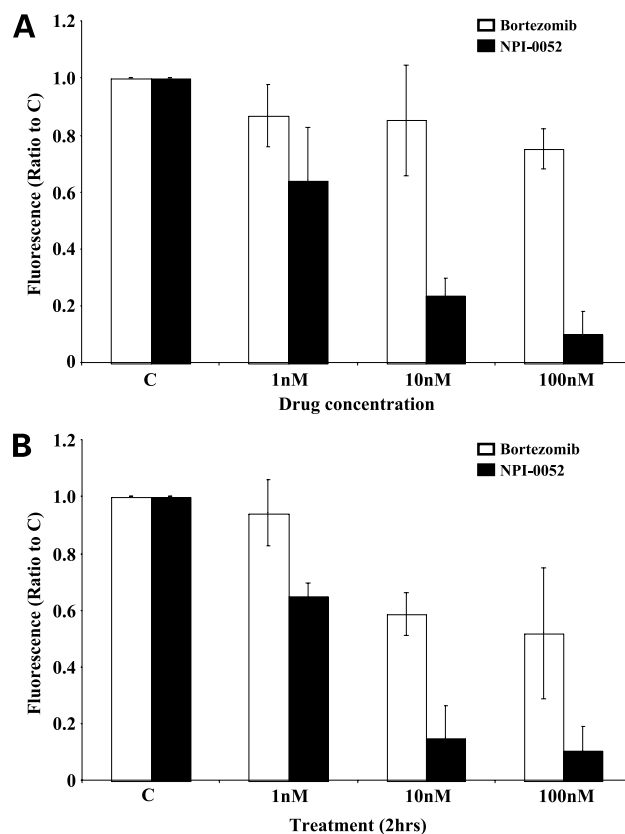 A
Bortezomib
NPI-0052
Fluorescence (Ratio to C)
1.2
1.0
0.8
0.6
0.4
0.2
0
C 1nM 10nM 100nM
Drug concentration
B
Bortezomib
NPI-0052
Fluorescence (Ratio to C)
1.2
1.0
0.8
0.6
0.4
0.2
0
C 1nM 10nM 100nM
Treatment (2hrs)